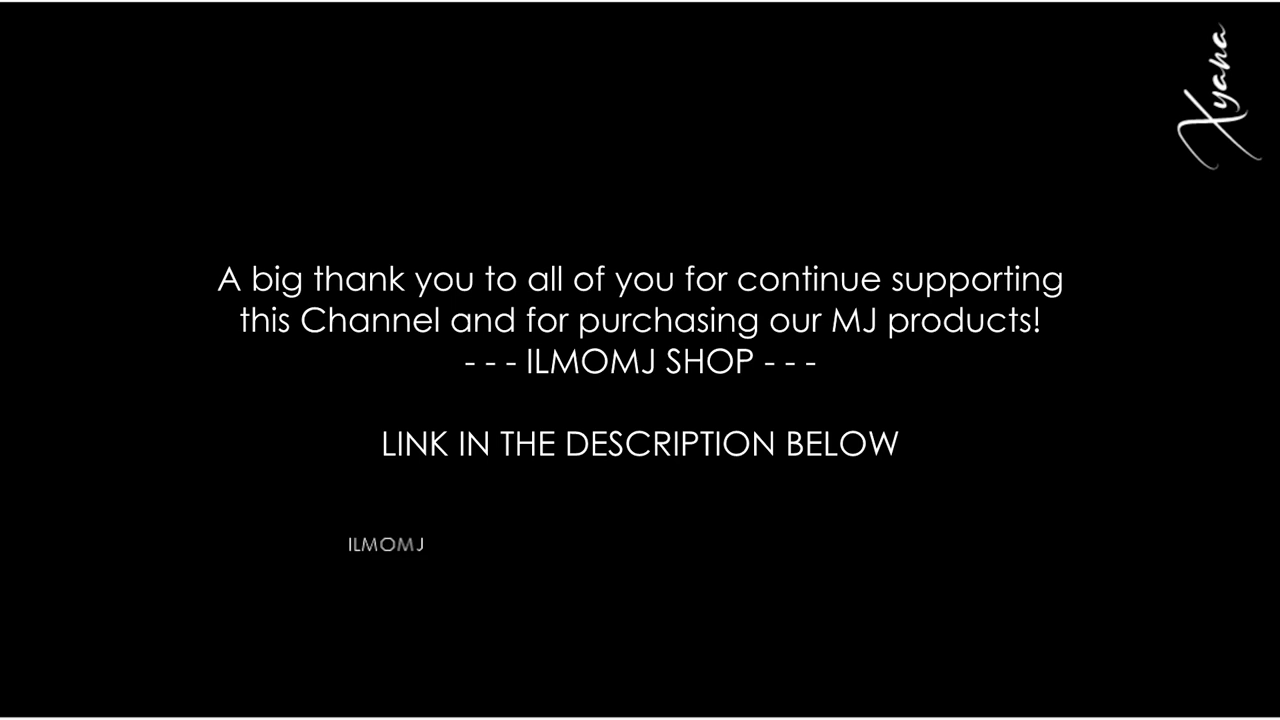 Xyana
A big thank you to all of you for continue supporting
this Channel and for purchasing our MJ products!
- - - ILMOMJ SHOP - - -
LINK IN THE DESCRIPTION BELOW
ILMOMJ